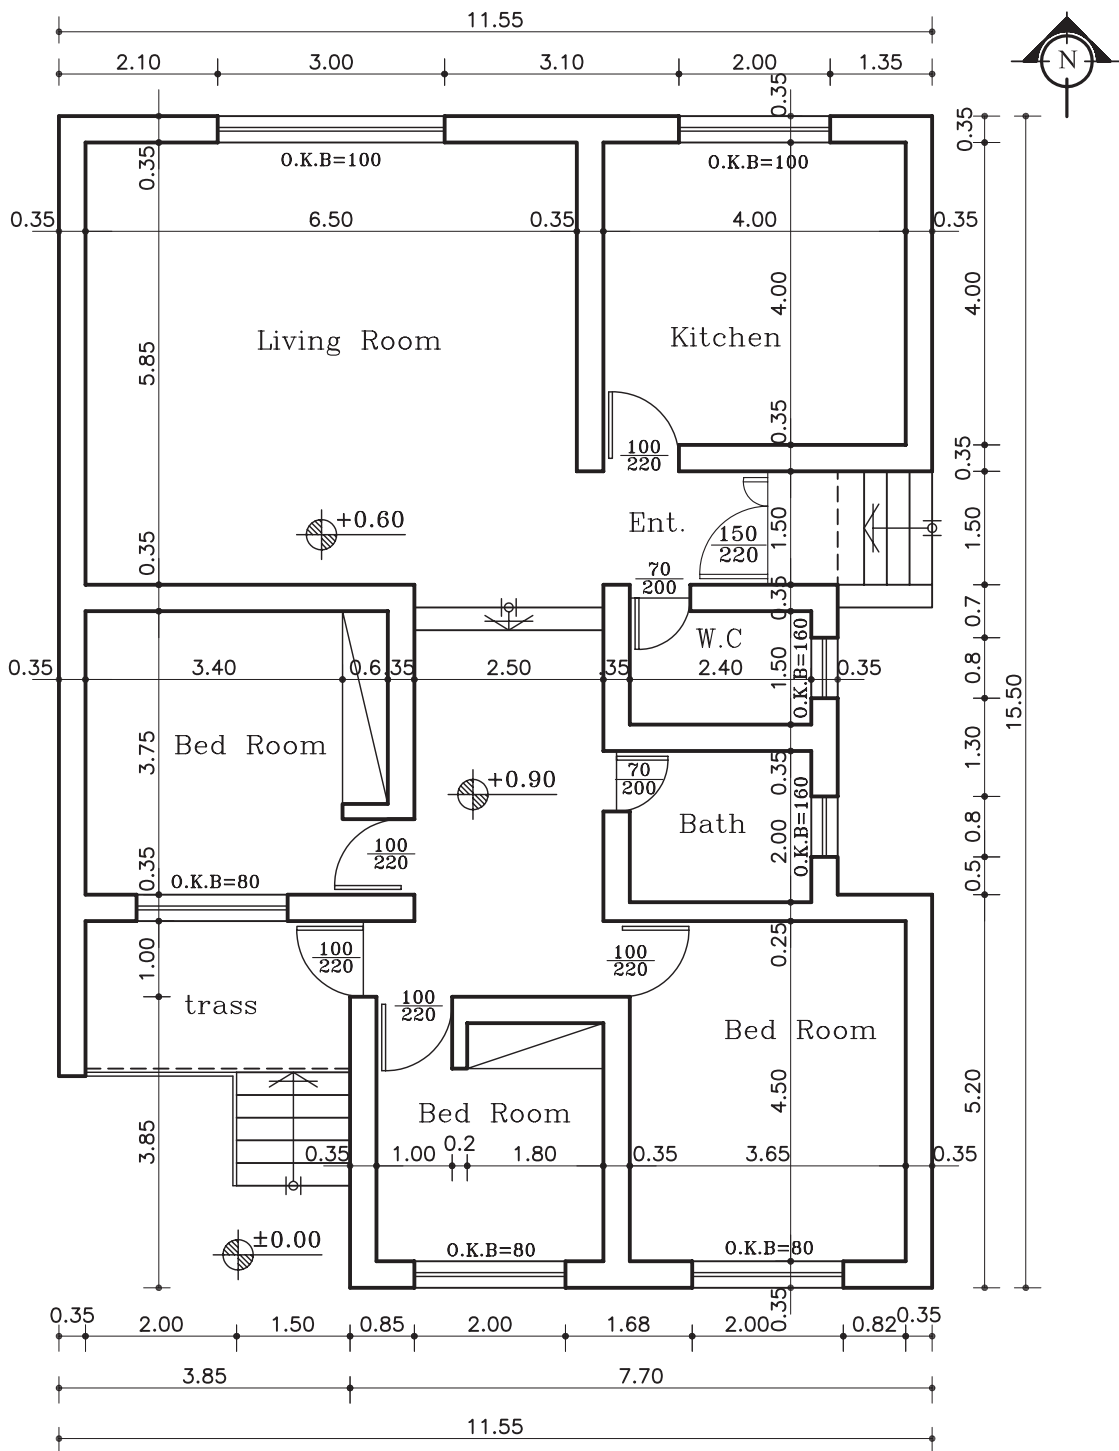 11.55
2.10 3.00 3.10 2.00 1.35
N
0.35 0.35
0.35
O.K.B=100 O.K.B=100
0.35 6.50 0.35 4.00 0.35
4.00 4.00
Living Room Kitchen
5.85
0.35 0.35
100
220
+0.60 Ent. 150
220
1.50 1.50
15.50
0.35
70
200
0.35
0.7
W.C
O.K.B=160
0.35 3.40 0.6 .35 2.50 .35 2.40 0.35
1.50
0.8
Bed Room
3.75
1.30
+0.90
70
200
0.35
O.K.B=160
Bath
2.00
0.8
100
220
0.35
O.K.B=80
0.5
1.00
100
220
100
220
0.25
trass
100
220
Bed Room
4.50
5.20
Bed Room
3.85
0.2
0.35 1.00 1.80 0.35 3.65 0.35
±0.00
O.K.B=80 O.K.B=80
0.35
0.35 2.00 1.50 0.85 2.00 1.68 2.00 0.82 0.35
3.85 7.70
11.55